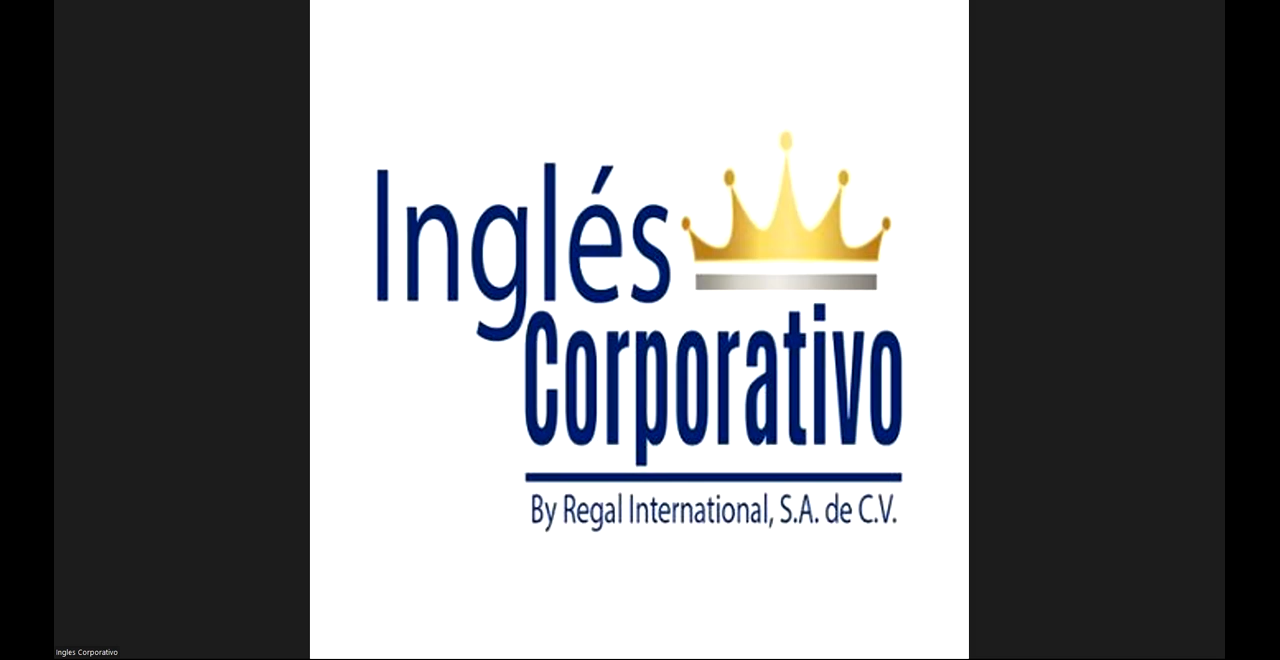 Inglés
Corporativo
By Regal International, S.A. de C.V.
Ingles Corporativo